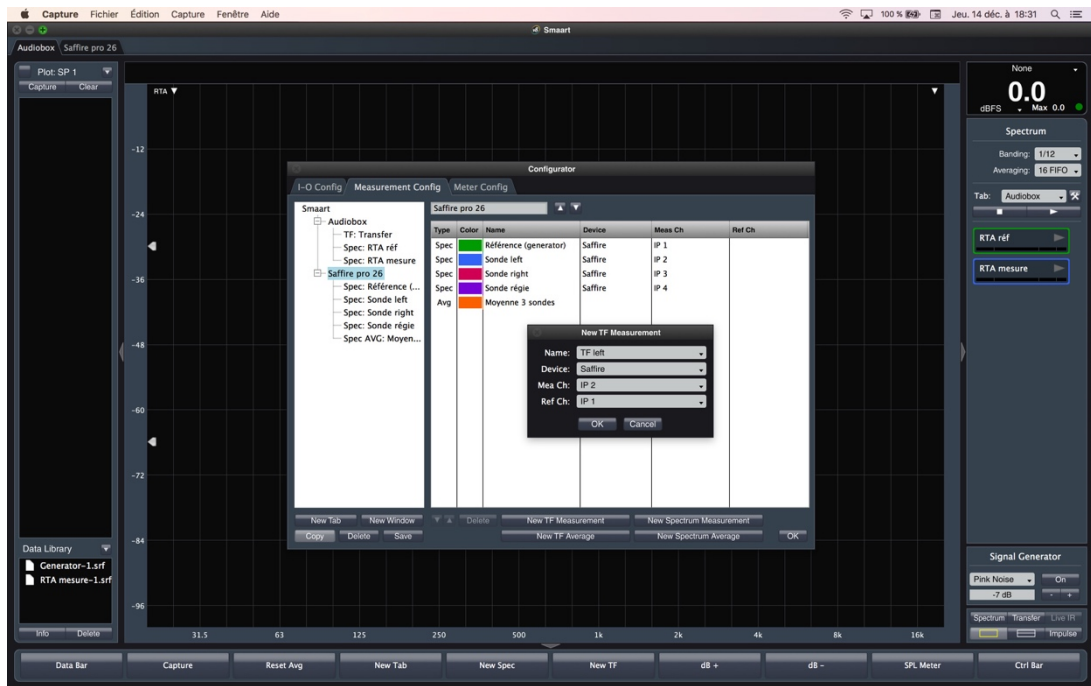 Capture Fichier Édition Capture Fenêtre Aide 100 % Jeu. 14 déc. à 18:31
Smaart
Audiobox Saffire pro 26
Plot: SP 1
Capture Clear
RTA
None
0.0
dBFS Max 0.0
Spectrum
Banding: 1/12
Averaging: 16 FIFO
Tab: Audiobox
RTA réf
RTA mesure
-12
-24
-36
-48
-60
-72
-84
-96
Configurator
I-O Config Measurement Config Meter Config
Smaart
Audiobox
TF: Transfer
Spec: RTA réf
Spec: RTA mesure
Saffire pro 26
Spec: Référence (...
Spec: Sonde left
Spec: Sonde right
Spec: Sonde régie
Spec AVG: Moyen...
Saffire pro 26
Type Color Name Device Meas Ch Ref Ch
Spec Référence (generator) Saffire IP 1
Spec Sonde left Saffire IP 2
Spec Sonde right Saffire IP 3
Spec Sonde régie Saffire IP 4
Avg Moyenne 3 sondes
New TF Measurement
Name: TF left
Device: Saffire
Mea Ch: IP 2
Ref Ch: IP 1
OK Cancel
New Tab New Window Delete New TF Measurement New Spectrum Measurement
Copy Delete Save New TF Average New Spectrum Average OK
Data Library
Generator-1.srf
RTA mesure-1.srf
Info Delete
Signal Generator
Pink Noise On
-7 dB - +
Spectrum Transfer Live IR
Impulse
31.5 63 125 250 500 1k 2k 4k 8k 16k
Data Bar Capture Reset Avg New Tab New Spec New TF dB + dB - SPL Meter Ctrl Bar